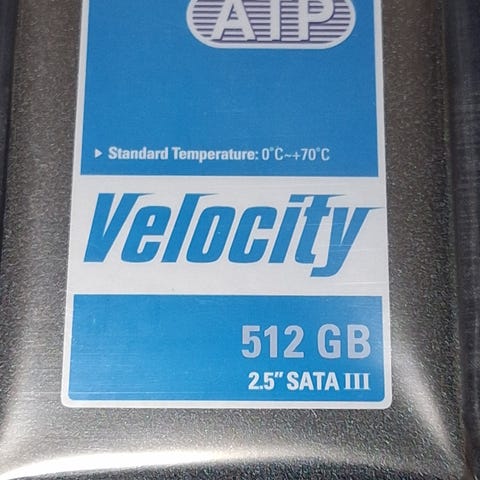 ATP
▶ Standard Temperature: 0°C~+70°C
Velocity
512 GB
2.5" SATA III